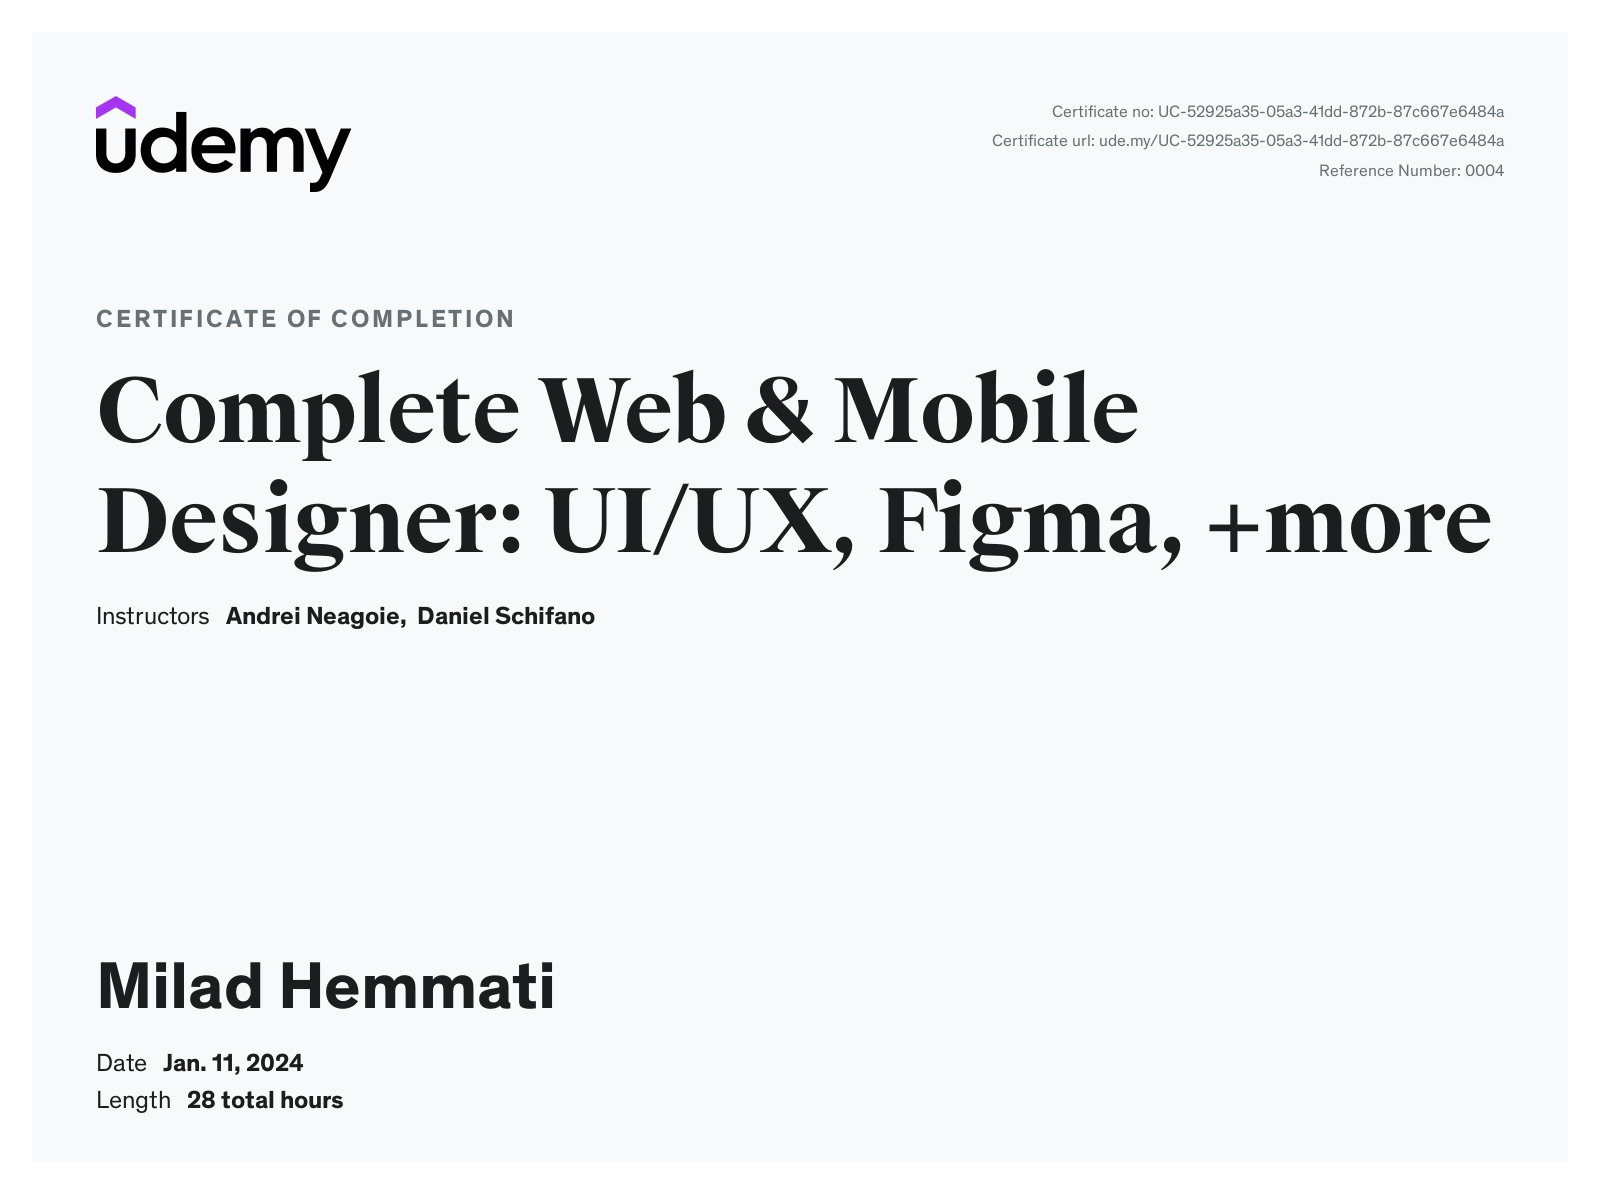 udemy
Certificate no: UC-52925a35-05a3-41dd-872b-87c667e6484a
Certificate url: ude.my/UC-52925a35-05a3-41dd-872b-87c667e6484a
Reference Number: 0004
CERTIFICATE OF COMPLETION
Complete Web & Mobile
Designer: UI/UX, Figma, +more
Instructors Andrei Neagoie, Daniel Schifano
Milad Hemmati
Date Jan. 11, 2024
Length 28 total hours